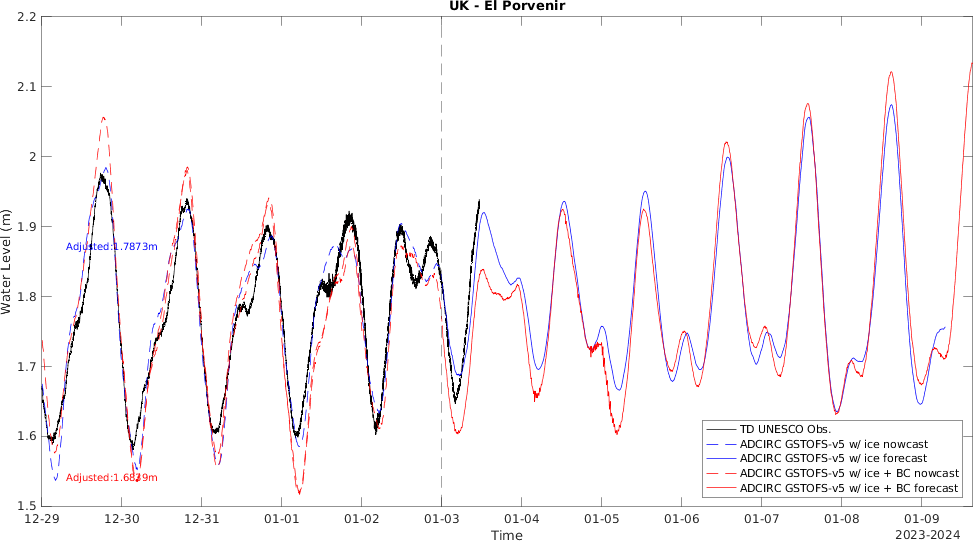 UK - El Porvenir
2.2
2.1
2
1.9
1.8
1.7
1.6
1.5
Water Level (m)
Adjusted:1.7873m
Adjusted:1.6839m
TD UNESCO Obs.
ADCIRC GSTOFS-v5 w/ ice nowcast
ADCIRC GSTOFS-v5 w/ ice forecast
ADCIRC GSTOFS-v5 w/ ice + BC nowcast
ADCIRC GSTOFS-v5 w/ ice + BC forecast
12-29 12-30 12-31 01-01 01-02 01-03 01-04 01-05 01-06 01-07 01-08 01-09
Time
2023-2024